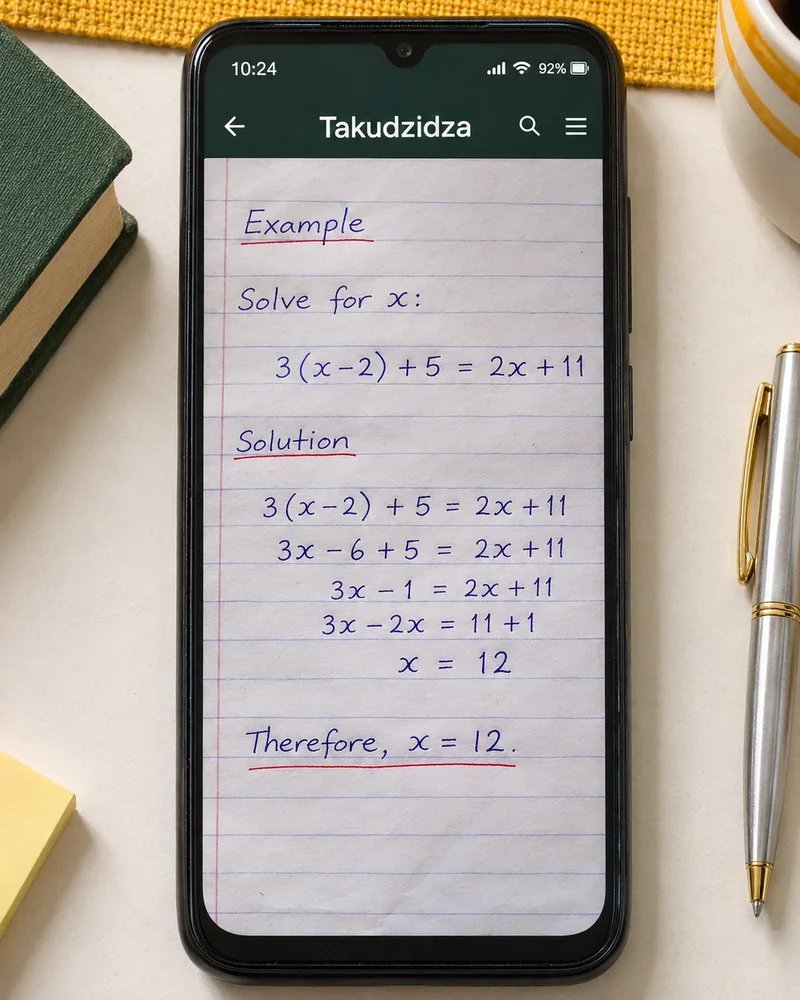 10:24 92%
Takudzidza
Example
Solve for x:
3(x-2) + 5 = 2x + 11
Solution
3(x-2) + 5 = 2x + 11
3x - 6 + 5 = 2x + 11
3x - 1 = 2x + 11
3x - 2x = 11 + 1
x = 12
Therefore, x = 12.